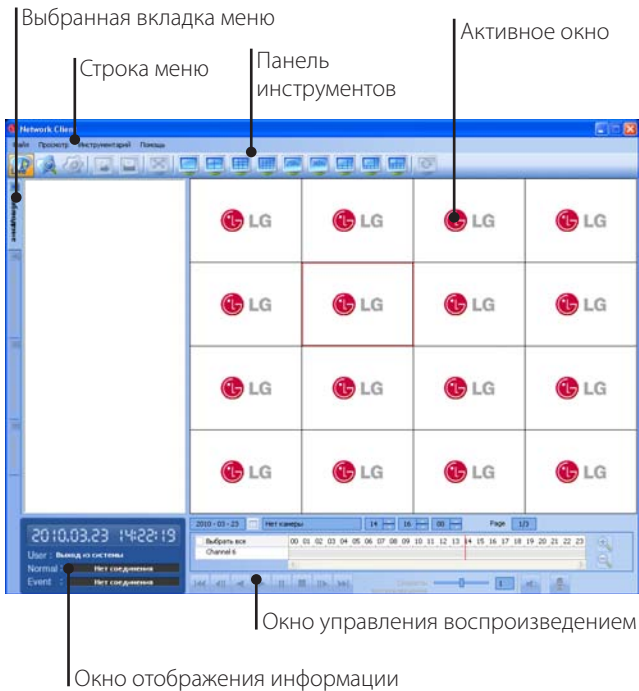 Выбранная вкладка меню
Активное окно
Строка меню
Панель
инструментов
Network Client
Файл Просмотр Инструментарий Помощь
LG LG LG LG
LG LG LG LG
LG LG LG LG
LG LG LG LG
2010.03.23 14:22:19
User : Выход из системы
Normal : Нет соединения
Event : Нет соединения
2010 - 03 - 23 Нет камеры 14 16 00 Page 1/3
Выбрать все 00 01 02 03 04 05 06 07 08 09 10 11 12 13 14 15 16 17 18 19 20 21 22 23
Channel 6
Скорость 1
Окно управления воспроизведением
Окно отображения информации